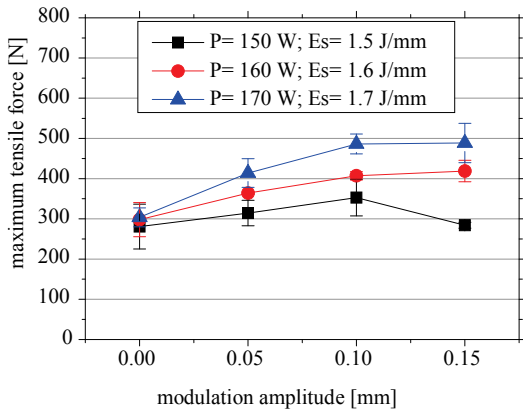 800
700
600
500
400
300
200
100
0
maximum tensile force [N]
P= 150 W; Es= 1.5 J/mm
P= 160 W; Es= 1.6 J/mm
P= 170 W; Es= 1.7 J/mm
0.00 0.05 0.10 0.15
modulation amplitude [mm]